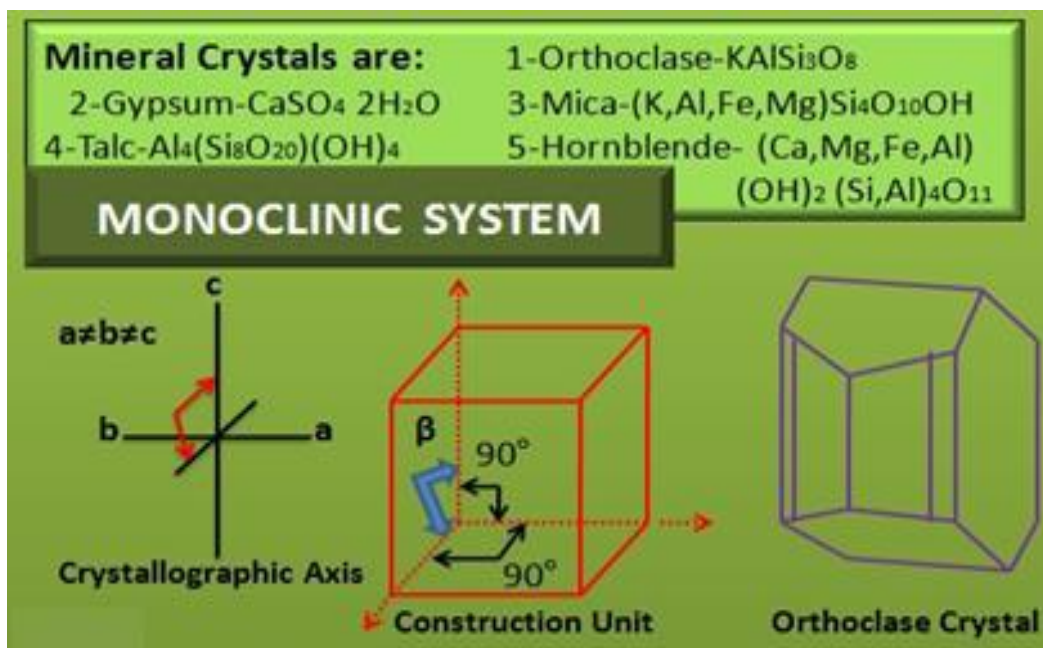 Mineral Crystals are: 1-Orthoclase-KAlSi₃O₈
2-Gypsum-CaSO₄ 2H₂O 3-Mica-(K,Al,Fe,Mg)Si₄O₁₀OH
4-Talc-Al₄(Si₈O₂₀)(OH)₄ 5-Hornblende- (Ca,Mg,Fe,Al)
(OH)₂ (Si,Al)₄O₁₁
MONOCLINIC SYSTEM
c
a≠b≠c
b a
Crystallographic Axis
β
90°
90°
Construction Unit
Orthoclase Crystal